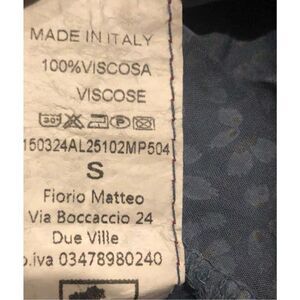 MADE IN ITALY
100%VISCOSA
VISCOSE
150324AL25102MP504
S
Fiorio Matteo
Via Boccaccio 24
Due Ville
p.iva 03478980240